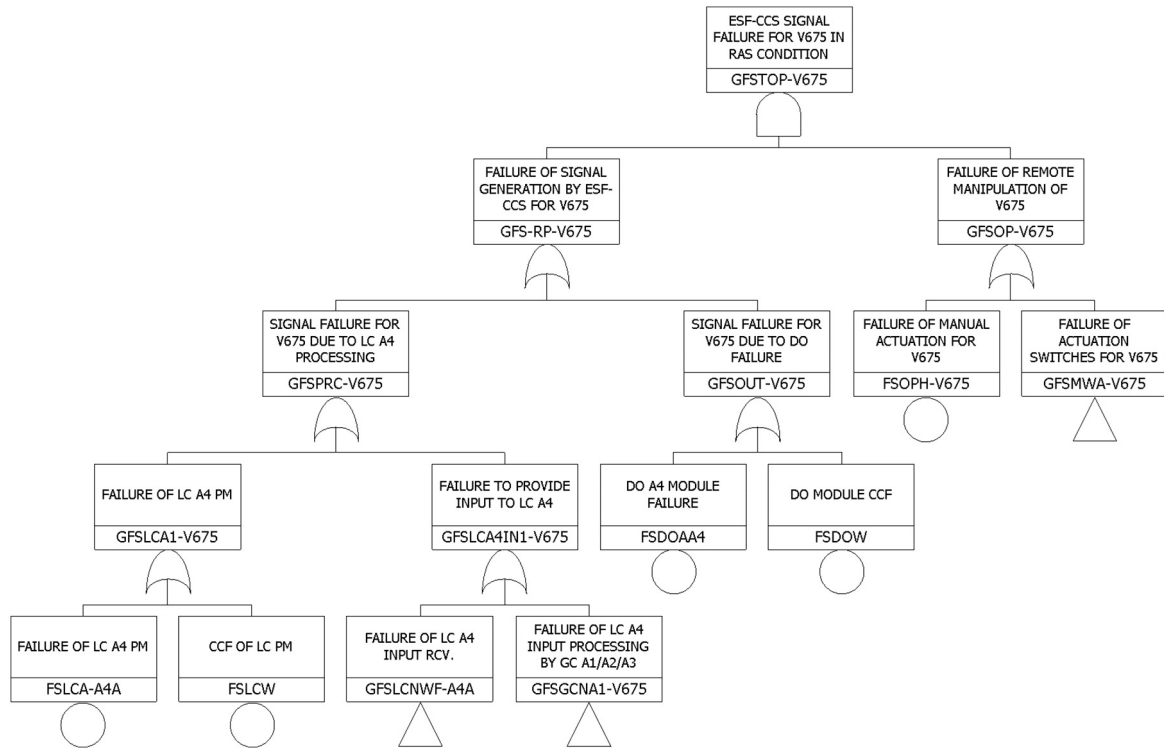 ESF-CCS SIGNAL
FAILURE FOR V675 IN
RAS CONDITION
GFSTOP-V675
FAILURE OF SIGNAL
GENERATION BY ESF-
CCS FOR V675
GFS-RP-V675
FAILURE OF REMOTE
MANIPULATION OF
V675
GFSOP-V675
SIGNAL FAILURE FOR
V675 DUE TO LC A4
PROCESSING
GFSPRC-V675
SIGNAL FAILURE FOR
V675 DUE TO DO
FAILURE
GFSOUT-V675
FAILURE OF MANUAL
ACTUATION FOR
V675
FSOPH-V675
FAILURE OF
ACTUATION
SWITCHES FOR V675
GFSMWA-V675
FAILURE OF LC A4 PM
GFSLCA1-V675
FAILURE TO PROVIDE
INPUT TO LC A4
GFSLCA4IN1-V675
DO A4 MODULE
FAILURE
FSDOAA4
DO MODULE CCF
FSDOW
FAILURE OF LC A4 PM
FSLCA-A4A
CCF OF LC PM
FSLCW
FAILURE OF LC A4
INPUT RCV.
GFSLCNWF-A4A
FAILURE OF LC A4
INPUT PROCESSING
BY GC A1/A2/A3
GFSGCNA1-V675